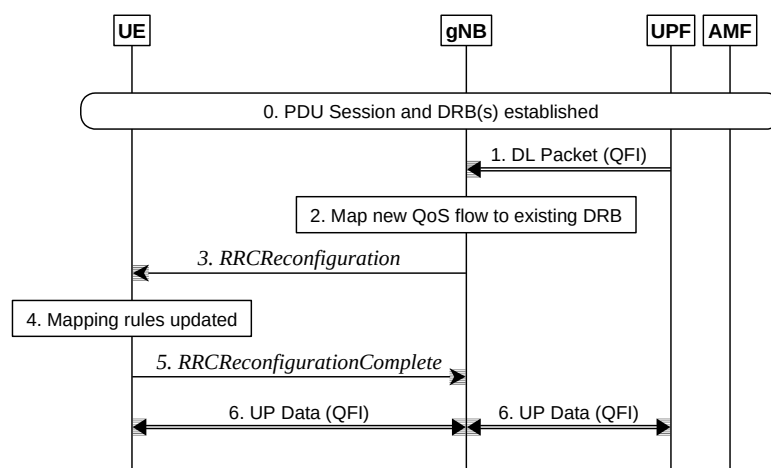 UE
gNB
UPF
AMF
0. PDU Session and DRB(s) established
1. DL Packet (QFI)
2. Map new QoS flow to existing DRB
3. RRCReconfiguration
4. Mapping rules updated
5. RRCReconfigurationComplete
6. UP Data (QFI)
6. UP Data (QFI)